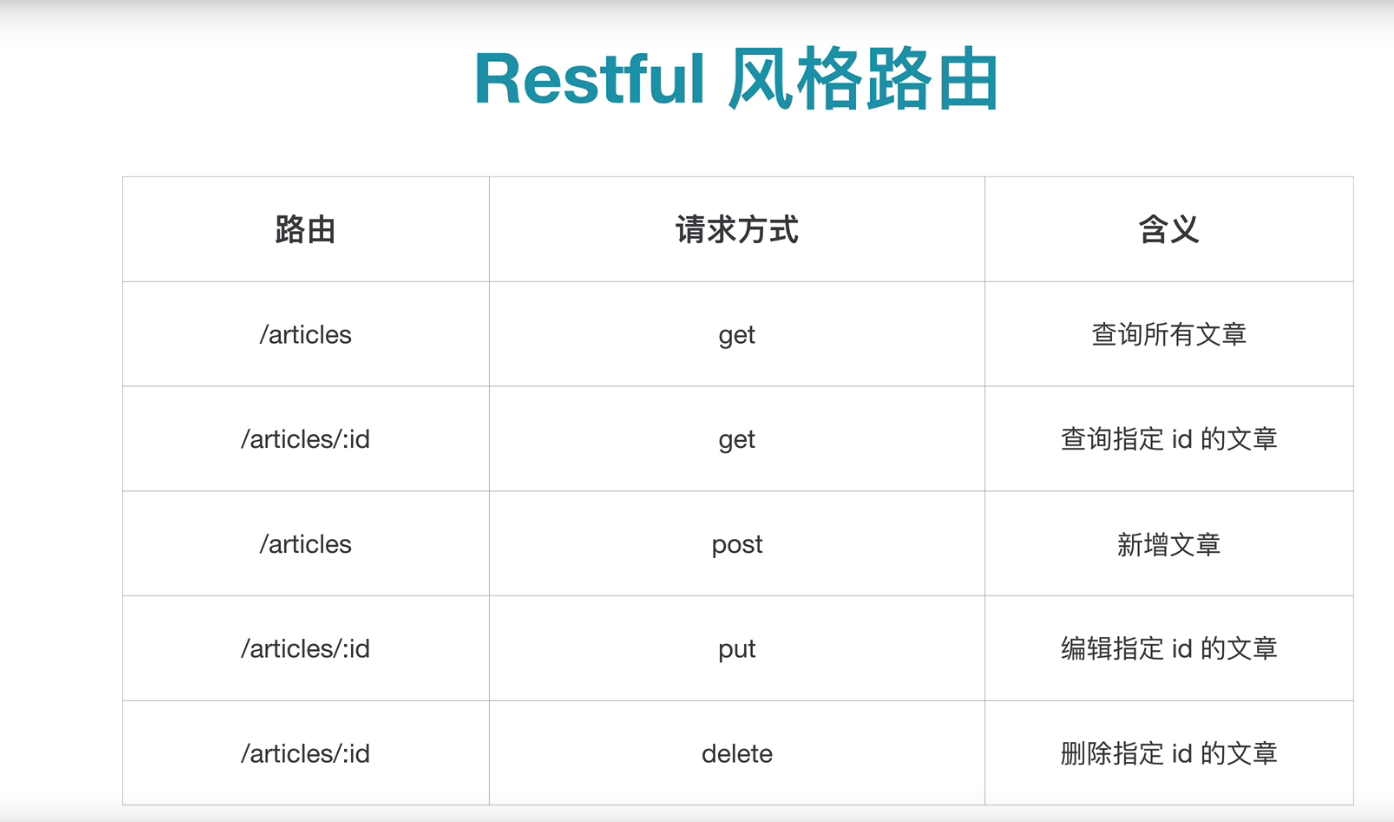 Restful 风格路由
路由 请求方式 含义
/articles get 查询所有文章
/articles/:id get 查询指定 id 的文章
/articles post 新增文章
/articles/:id put 编辑指定 id 的文章
/articles/:id delete 删除指定 id 的文章